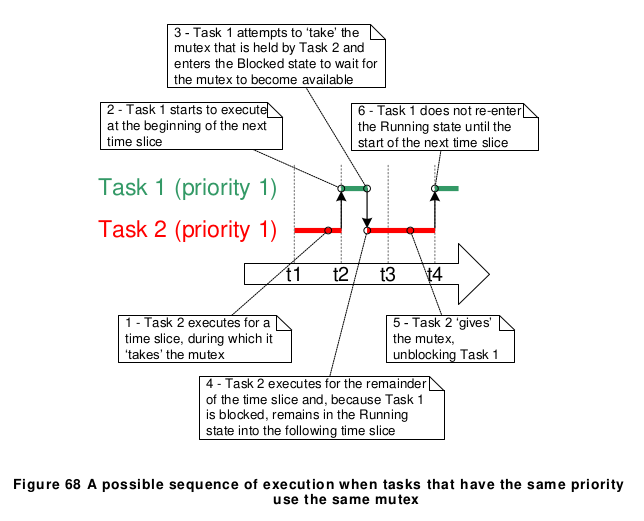 3 - Task 1 attempts to ‘take’ the
mutex that is held by Task 2 and
enters the Blocked state to wait for
the mutex to become available
2 - Task 1 starts to execute
at the beginning of the next
time slice
6 - Task 1 does not re-enter
the Running state until the
start of the next time slice
Task 1 (priority 1)
Task 2 (priority 1)
t1 t2 t3 t4
1 - Task 2 executes for a
time slice, during which it
‘takes’ the mutex
5 - Task 2 ‘gives’
the mutex,
unblocking Task 1
4 - Task 2 executes for the remainder
of the time slice and, because Task 1
is blocked, remains in the Running
state into the following time slice
Figure 68 A possible sequence of execution when tasks that have the same priority
use the same mutex